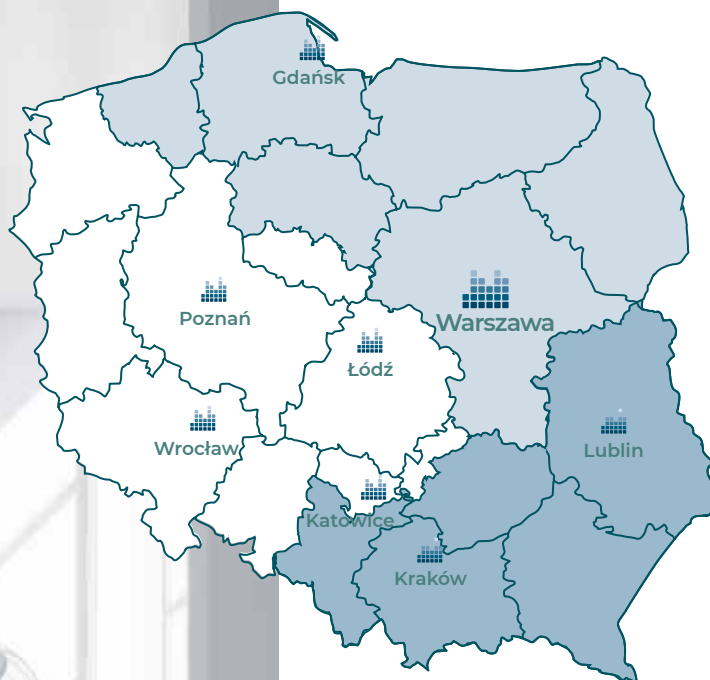 Gdańsk
Poznań
Warszawa
Łódź
Wrocław
Lublin
Katowice
Kraków